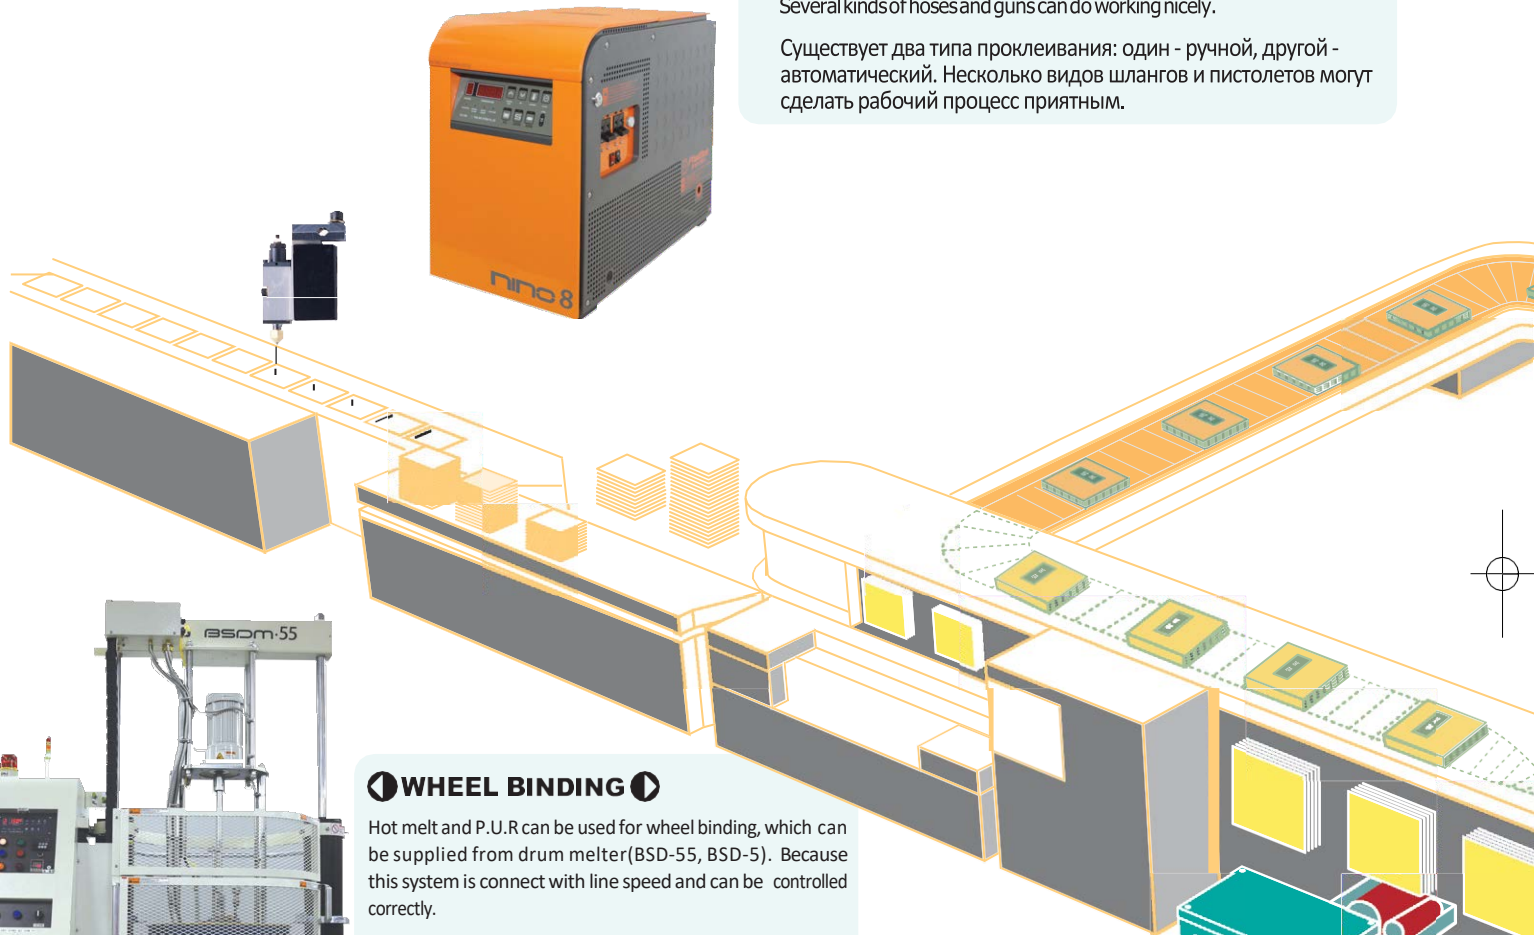 Several kinds of hoses and guns can do working nicely.
Существует два типа проклеивания: один - ручной, другой -
автоматический. Несколько видов шлангов и пистолетов могут
сделать рабочий процесс приятным.
nino 8
BSDM·55
WHEEL BINDING
Hot melt and P.U.R can be used for wheel binding, which can
be supplied from drum melter(BSD-55, BSD-5). Because
this system is connect with line speed and can be controlled
correctly.